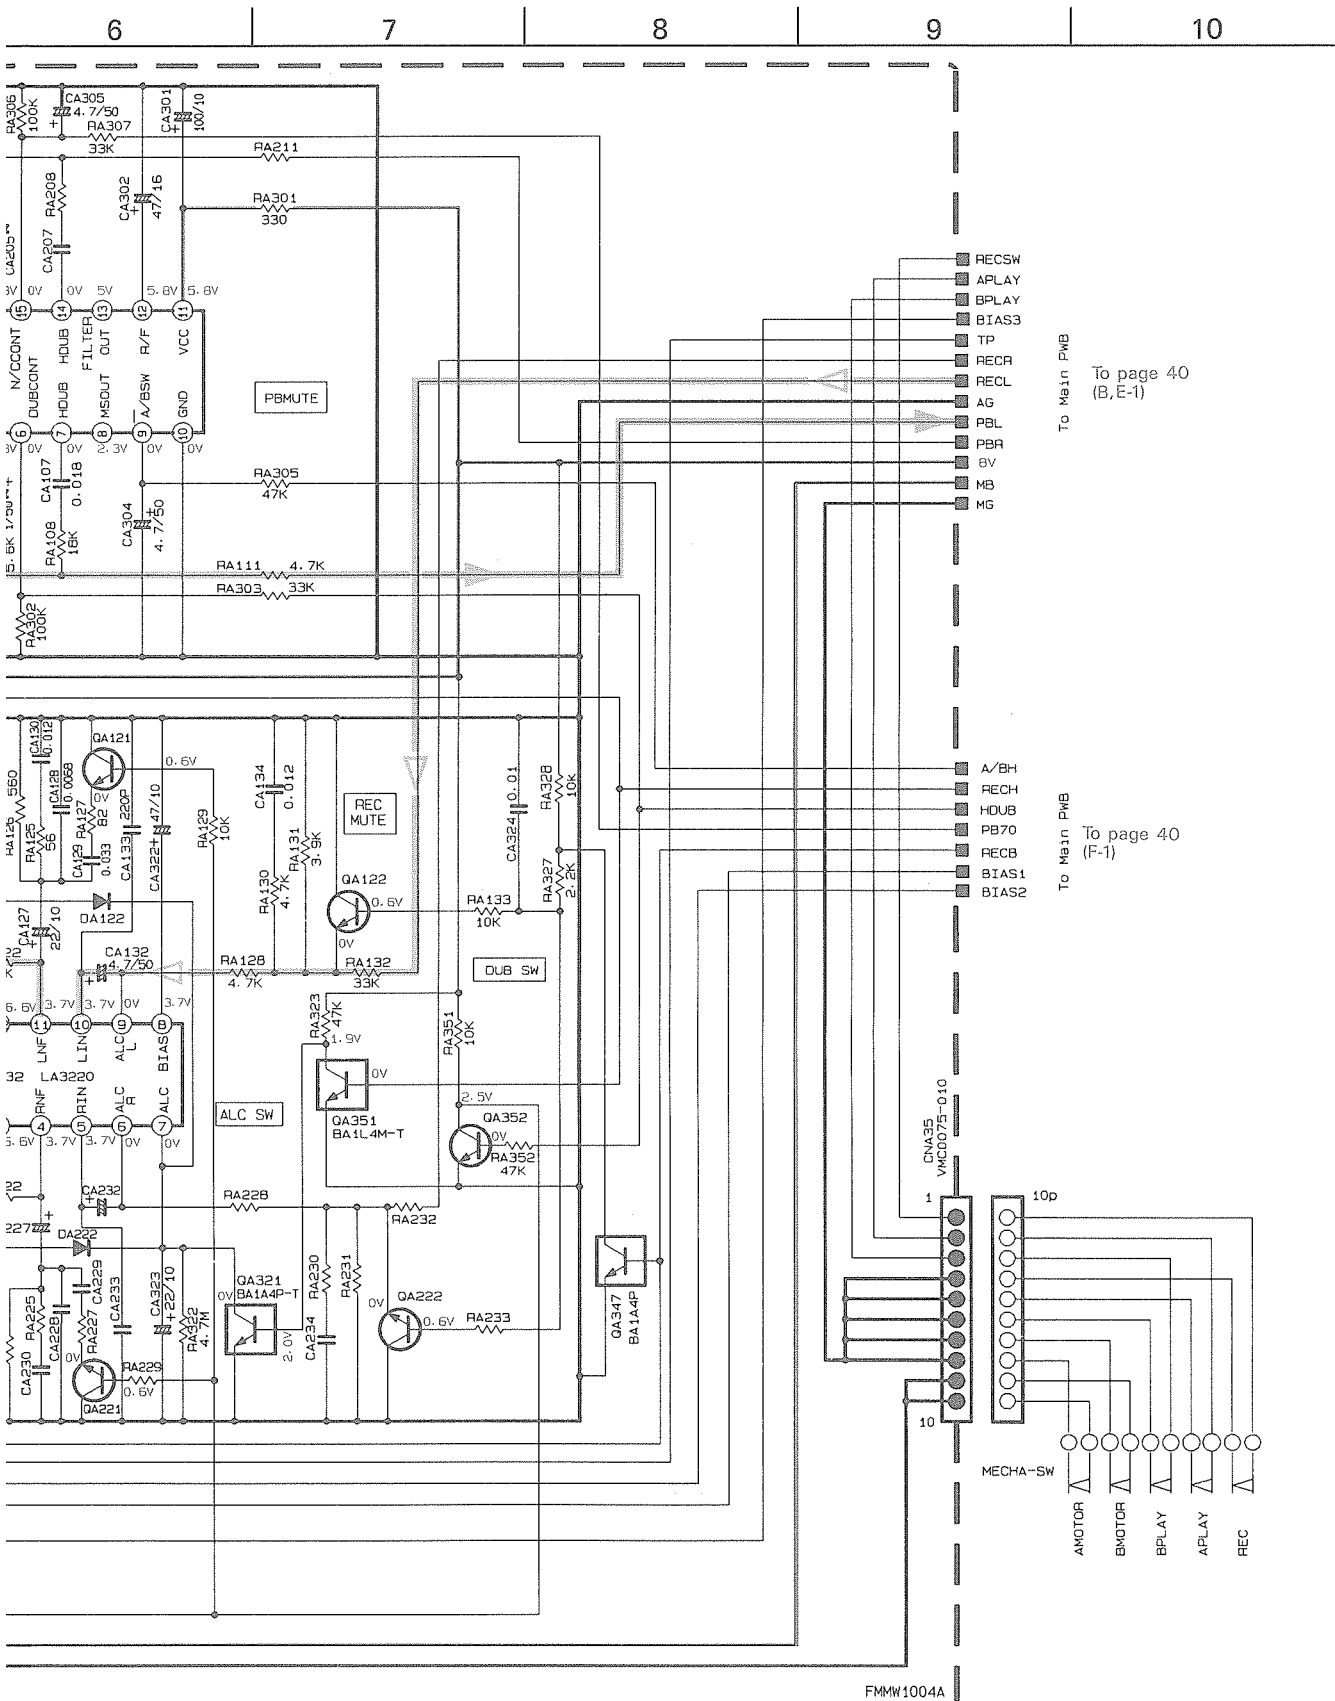 6 7 8 9 10
RA306 100K
CA305 4.7/50
RA307 33K
CA301 100/10
RA211
RA208
CA302 47/16
RA301 330
CA205
CA207
0V 0V 5V 5.8V 5.8V
15 14 13 12 11
N/CCONT
HDUB
FILTER OUT
R/F
VCC
DUBCONT
HDUB
MSOUT
A/BSW
GND
6 7 8 9 10
0V 0V 2.3V 0V 0V
PBMUTE
RECSW
APLAY
BPLAY
BIAS3
TP
RECR
RECL
AG
PBL
PBR
8V
MB
MG
To Main PWB
To page 40
(B,E-1)
CA107 0.018
RA305 47K
CA304 4.7/50
RA108 18K
RA111 4.7K
RA303 33K
RA302 100K
CA130 0.012
QA121
0.6V
RA126 560
RA125 56
CA128 0.0068
0V
RA127 82
CA129 0.033
CA133 220P
CA322 47/10
RA129 10K
CA134 0.012
REC MUTE
RA131 3.9K
RA130 4.7K
QA122
0.6V
0V
CA324 0.01
RA328 10K
RA327 2.2K
RA133 10K
A/BH
RECH
HDUB
PB70
RECB
BIAS1
BIAS2
To Main PWB
To page 40
(F-1)
CA127 22/10
DA122
CA132 4.7/50
RA128 4.7K
RA132 33K
DUB SW
3.7V 3.7V 0V 3.7V
11 10 9 8
LNF
LIN
ALC L
BIAS
LA3220
RNF
RIN
ALC R
ALC
4 5 6 7
3.7V 3.7V 0V 0V
ALC SW
RA323 47K
1.9V
RA351 10K
0V
QA351
BA1L4M-T
2.5V
QA352
0V
RA352
47K
CA232
RA228
RA232
DA222
RA225
CA228
CA229
RA227
CA233
CA323 22/10
RA322 4.7M
QA321
BA1A4P-T
0V
2.0V
RA230
RA231
CA234
0V
QA222
0.6V
RA233
QA347
BA1A4P
CA230
0V
QA221
RA229
0.6V
CNA35
VMC0075-010
1
10
10p
MECHA-SW
AMOTOR
BMOTOR
BPLAY
APLAY
REC
FMMW1004A